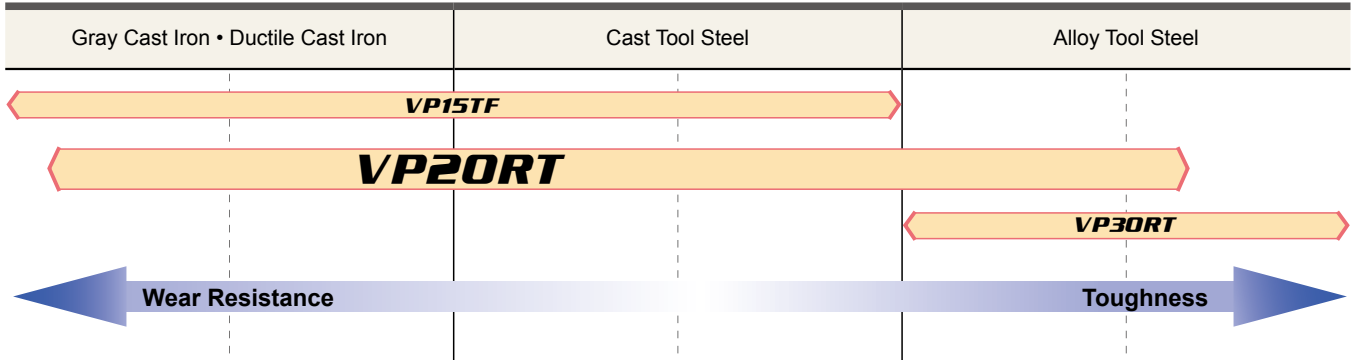 Gray Cast Iron • Ductile Cast Iron
Cast Tool Steel
Alloy Tool Steel
VP15TF
VP20RT
VP30RT
Wear Resistance
Toughness